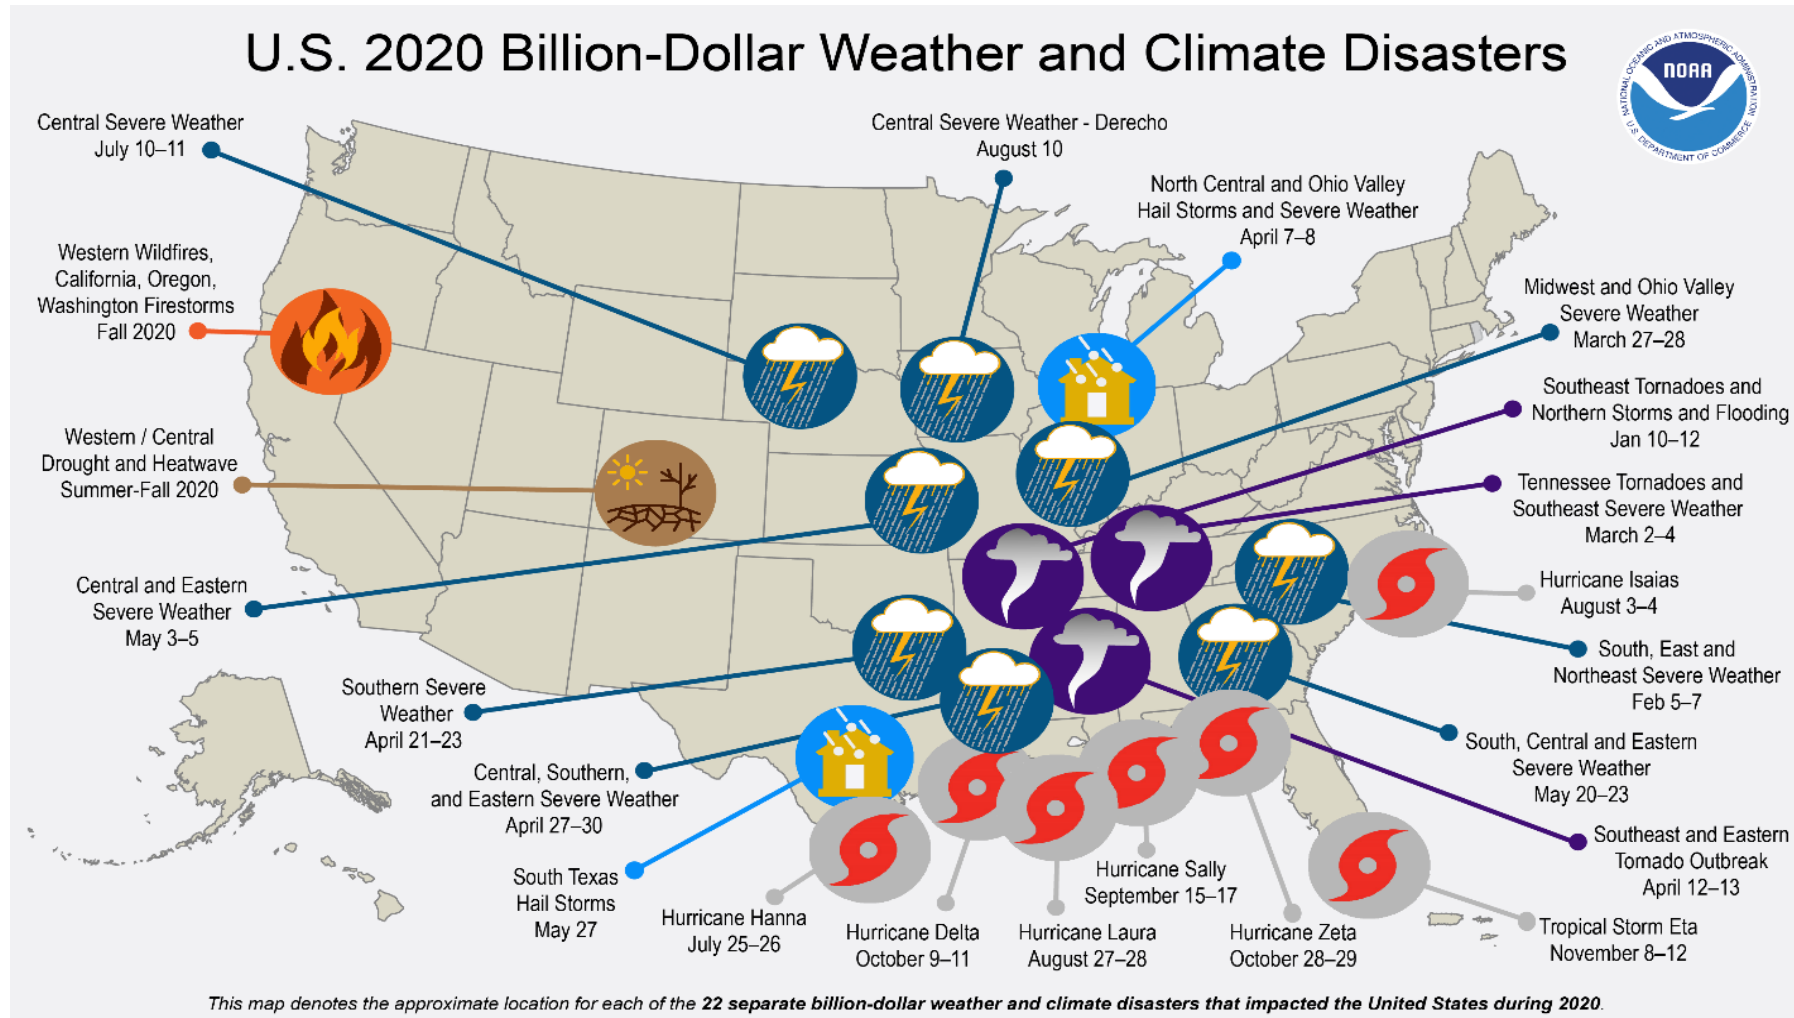 U.S. 2020 Billion-Dollar Weather and Climate Disasters
NATIONAL OCEANIC AND ATMOSPHERIC ADMINISTRATION
NOAA
U.S. DEPARTMENT OF COMMERCE
Central Severe Weather
July 10–11
Central Severe Weather - Derecho
August 10
North Central and Ohio Valley
Hail Storms and Severe Weather
April 7–8
Western Wildfires,
California, Oregon,
Washington Firestorms
Fall 2020
Midwest and Ohio Valley
Severe Weather
March 27–28
Southeast Tornadoes and
Northern Storms and Flooding
Jan 10–12
Western / Central
Drought and Heatwave
Summer-Fall 2020
Tennessee Tornadoes and
Southeast Severe Weather
March 2–4
Central and Eastern
Severe Weather
May 3–5
Hurricane Isaias
August 3–4
South, East and
Northeast Severe Weather
Feb 5–7
Southern Severe
Weather
April 21–23
South, Central and Eastern
Severe Weather
May 20–23
Central, Southern,
and Eastern Severe Weather
April 27–30
Southeast and Eastern
Tornado Outbreak
April 12–13
South Texas
Hail Storms
May 27
Hurricane Hanna
July 25–26
Hurricane Delta
October 9–11
Hurricane Laura
August 27–28
Hurricane Sally
September 15–17
Hurricane Zeta
October 28–29
Tropical Storm Eta
November 8–12
This map denotes the approximate location for each of the 22 separate billion-dollar weather and climate disasters that impacted the United States during 2020.